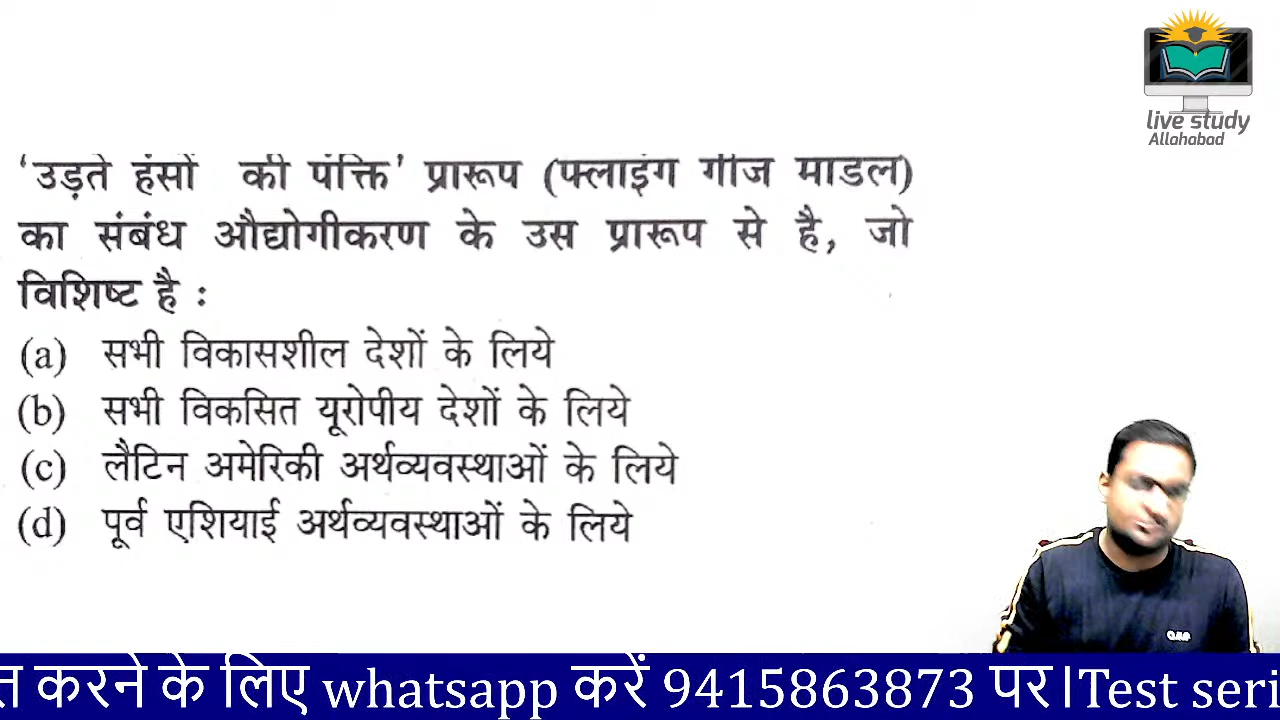 live study
Allahabad
'उड़ते हंसों की पंक्ति' प्रारूप (फ्लाइंग गीज माडल)
का संबंध औद्योगीकरण के उस प्रारूप से है, जो
विशिष्ट है :
(a) सभी विकासशील देशों के लिये
(b) सभी विकसित यूरोपीय देशों के लिये
(c) लैटिन अमेरिकी अर्थव्यवस्थाओं के लिये
(d) पूर्व एशियाई अर्थव्यवस्थाओं के लिये
त करने के लिए whatsapp करें 9415863873 पर।Test seri